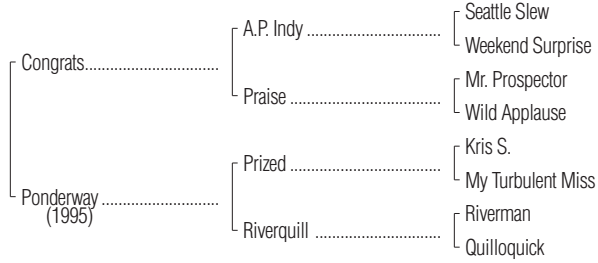 Seattle Slew
A.P. Indy ................................
Weekend Surprise
Congrats................................
Mr. Prospector
Praise ....................................
Wild Applause
Kris S.
Prized ....................................
My Turbulent Miss
Ponderway ............................
(1995)
Riverman
Riverquill ..............................
Quilloquick